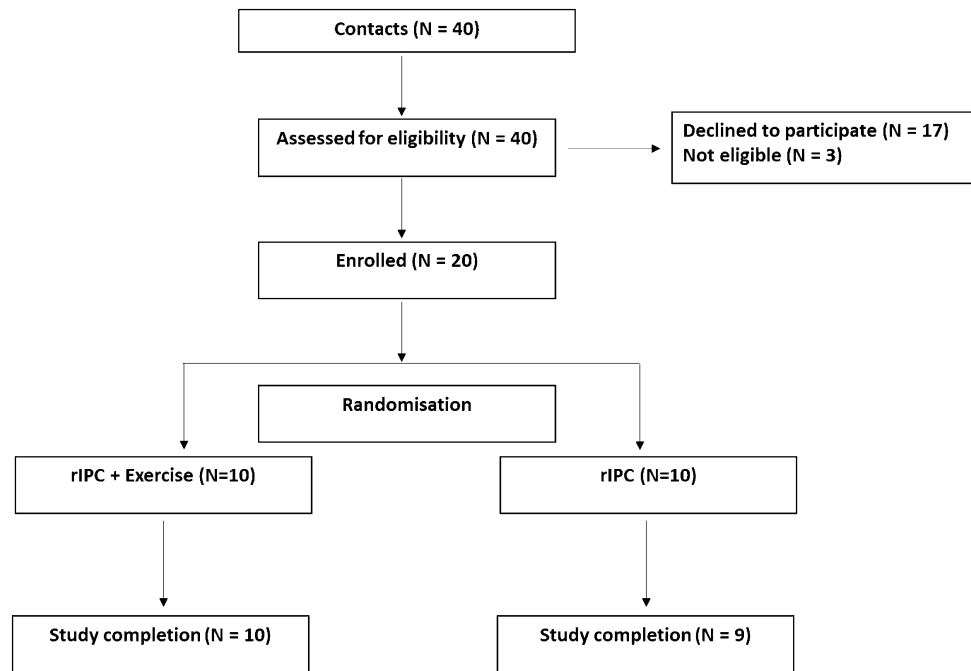 Contacts (N = 40)
Assessed for eligibility (N = 40)
Declined to participate (N = 17)
Not eligible (N = 3)
Enrolled (N = 20)
Randomisation
rIPC + Exercise (N=10)
rIPC (N=10)
Study completion (N = 10)
Study completion (N = 9)